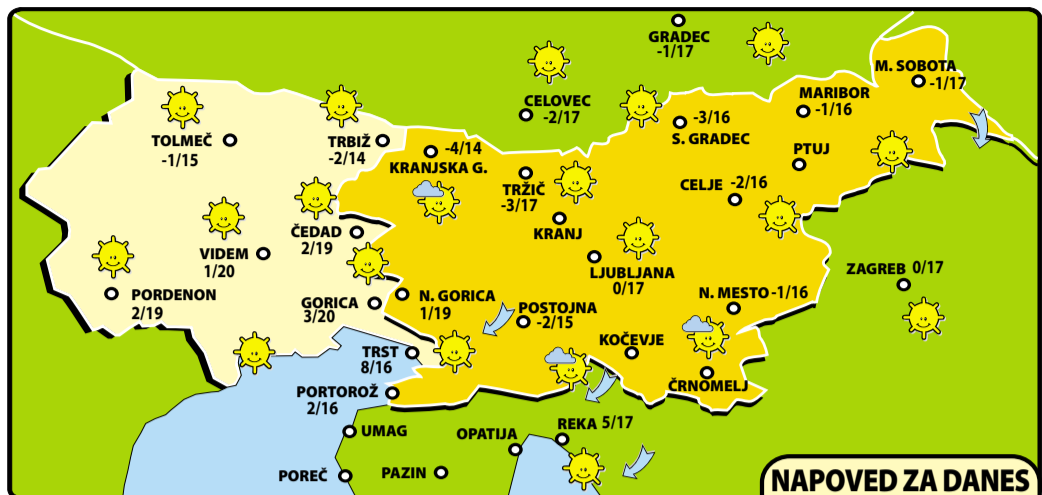 GRADEC
-1/17
M. SOBOTA
-1/17
CELOVEC
-2/17
MARIBOR
-1/16
-3/16
S. GRADEC
TOLMEČ
-1/15
TRBIŽ
-2/14
-4/14
KRANJSKA G.
PTUJ
TRŽIČ
-3/17
CELJE -2/16
ČEDAD
2/19
KRANJ
VIDEM
1/20
LJUBLJANA
0/17
ZAGREB 0/17
PORDENON
2/19
GORICA
3/20
N. GORICA
1/19
POSTOJNA
-2/15
N. MESTO -1/16
KOČEVJE
TRST
8/16
ČRNOMELJ
PORTOROŽ
2/16
REKA 5/17
UMAG
OPATIJA
POREČ
PAZIN
NAPOVED ZA DANES